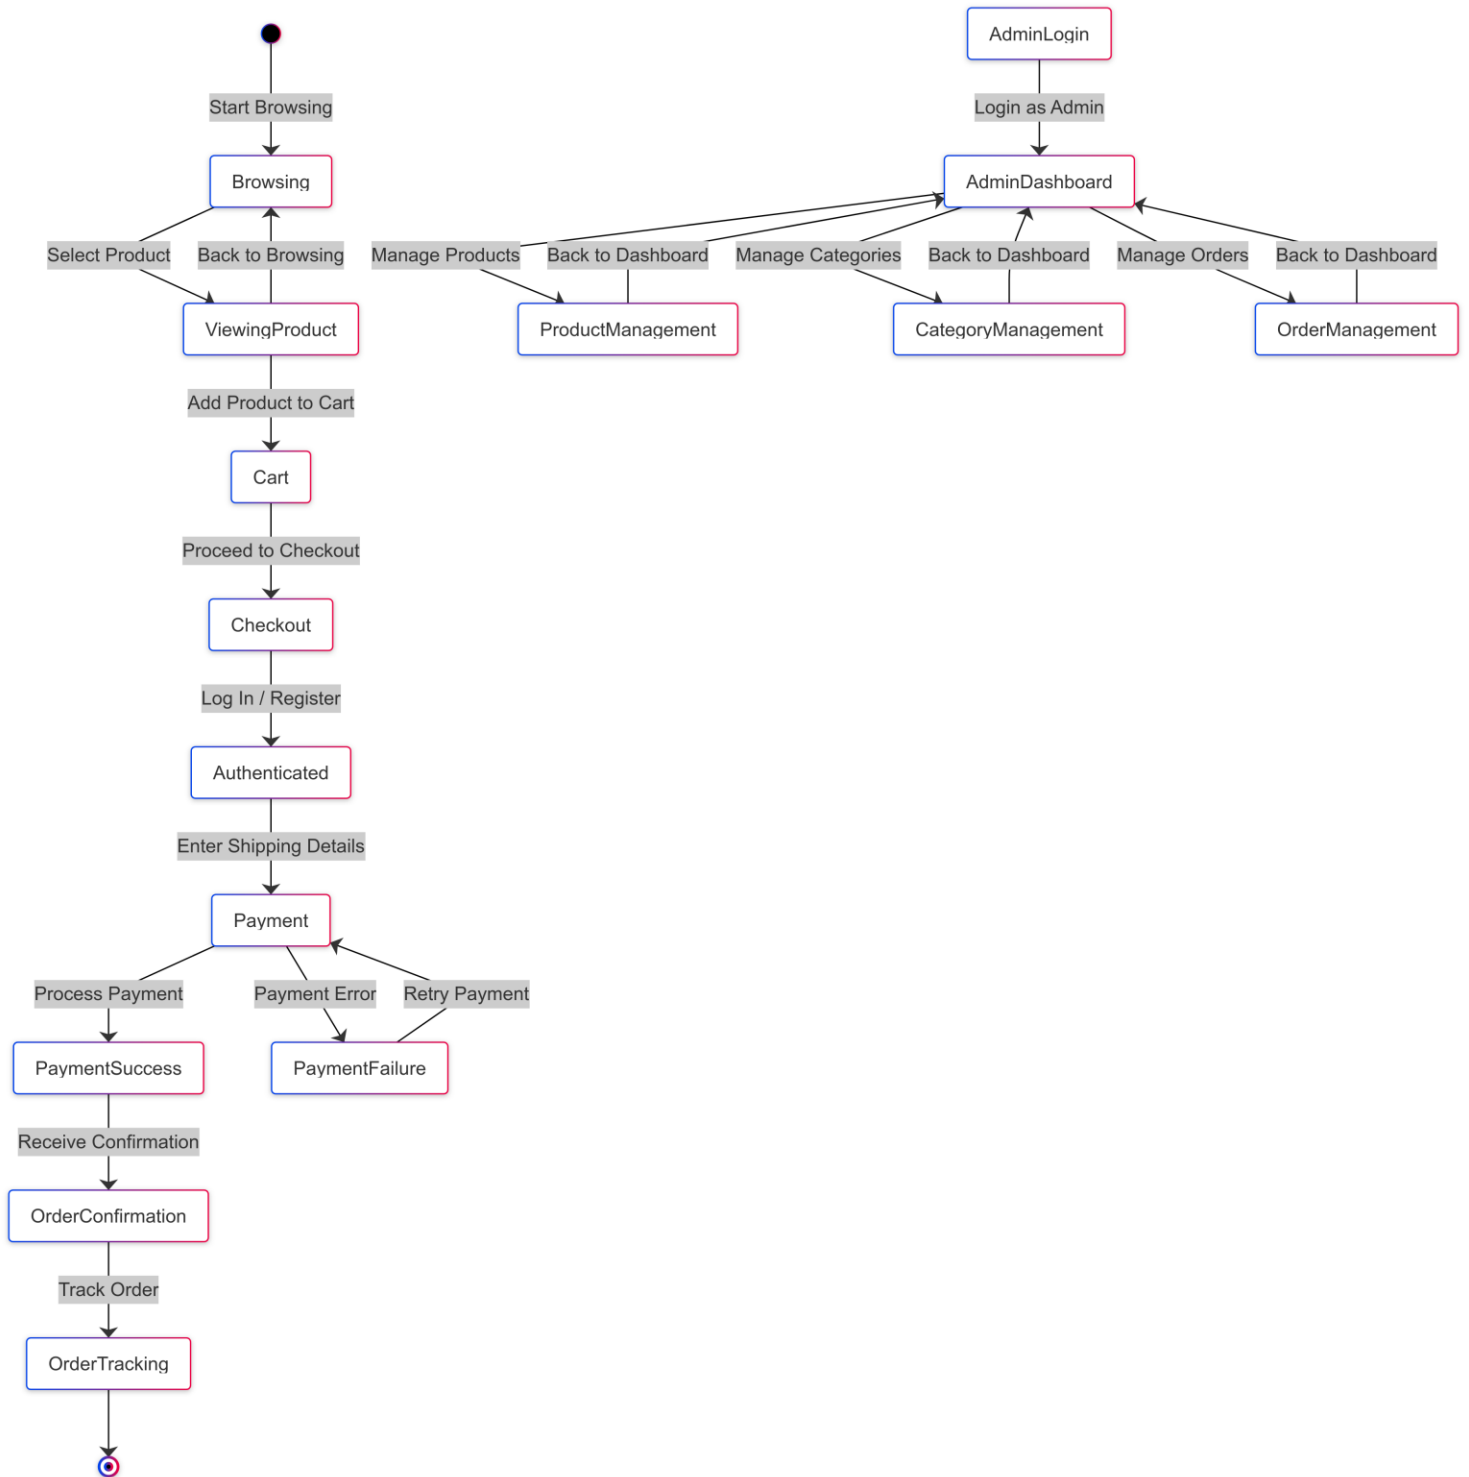 AdminLogin
Start Browsing
Login as Admin
Browsing
AdminDashboard
Select Product
Back to Browsing
Manage Products
Back to Dashboard
Manage Categories
Back to Dashboard
Manage Orders
Back to Dashboard
ViewingProduct
ProductManagement
CategoryManagement
OrderManagement
Add Product to Cart
Cart
Proceed to Checkout
Checkout
Log In / Register
Authenticated
Enter Shipping Details
Payment
Process Payment
Payment Error
Retry Payment
PaymentSuccess
PaymentFailure
Receive Confirmation
OrderConfirmation
Track Order
OrderTracking